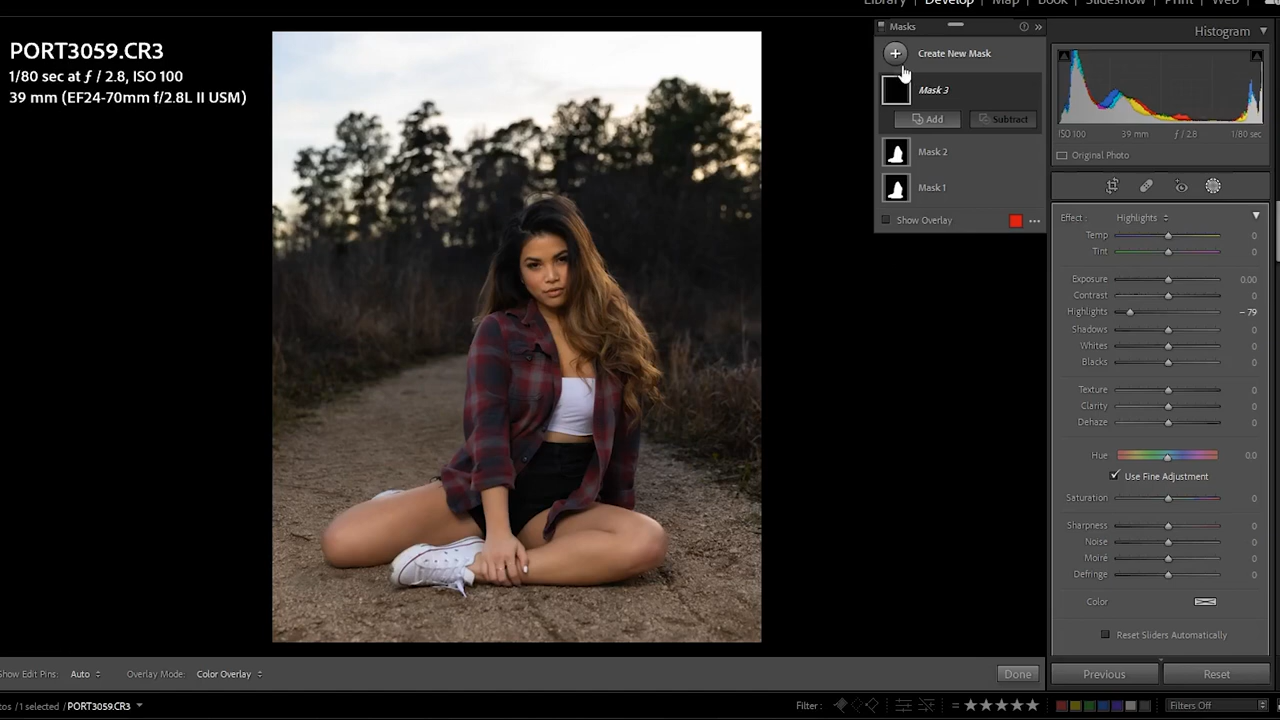 Library Develop Map Book Slideshow Print Web
PORT3059.CR3
1/80 sec at ƒ / 2.8, ISO 100
39 mm (EF24-70mm f/2.8L II USM)
Masks
Create New Mask
Mask 3
Add Subtract
Mask 2
Mask 1
Show Overlay
Histogram
ISO 100 39 mm ƒ / 2.8 1/80 sec
Original Photo
Effect : Highlights
Temp 0
Tint 0
Exposure 0.00
Contrast 0
Highlights – 79
Shadows 0
Whites 0
Blacks 0
Texture 0
Clarity 0
Dehaze 0
Hue 0.0
Use Fine Adjustment
Saturation 0
Sharpness 0
Noise 0
Moiré 0
Defringe 0
Color
Reset Sliders Automatically
Show Edit Pins: Auto Overlay Mode: Color Overlay Done
Previous Reset
tos / 1 selected / PORT3059.CR3 Filter : Filters Off